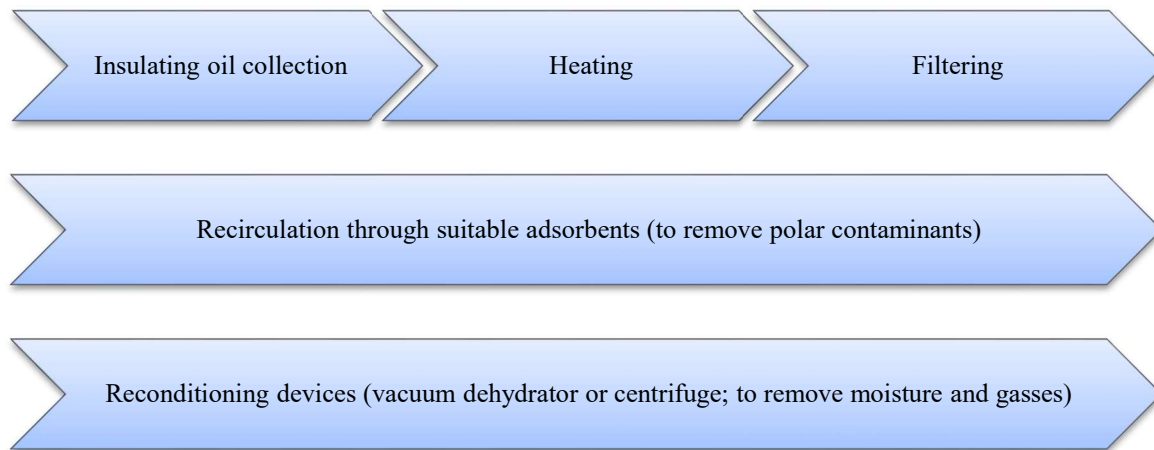 Insulating oil collection
Heating
Filtering
Recirculation through suitable adsorbents (to remove polar contaminants)
Reconditioning devices (vacuum dehydrator or centrifuge; to remove moisture and gasses)